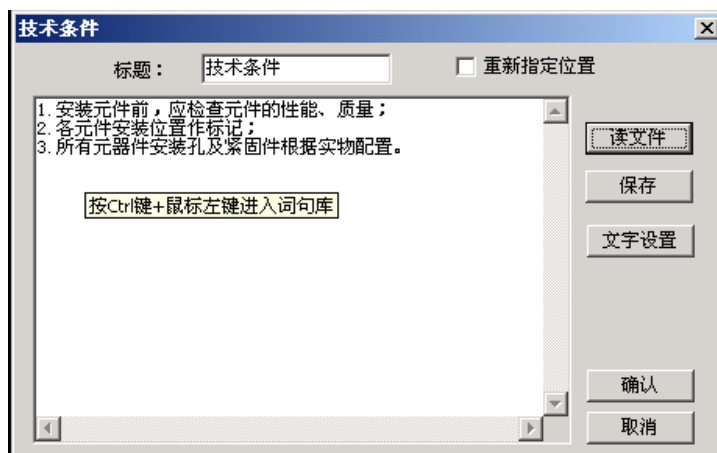 技术条件
标题：
技术条件
重新指定位置
1.安装元件前，应检查元件的性能、质量；
2.各元件安装位置作标记；
3.所有元器件安装孔及紧固件根据实物配置。
按Ctrl键+鼠标左键进入词句库
读文件
保存
文字设置
确认
取消